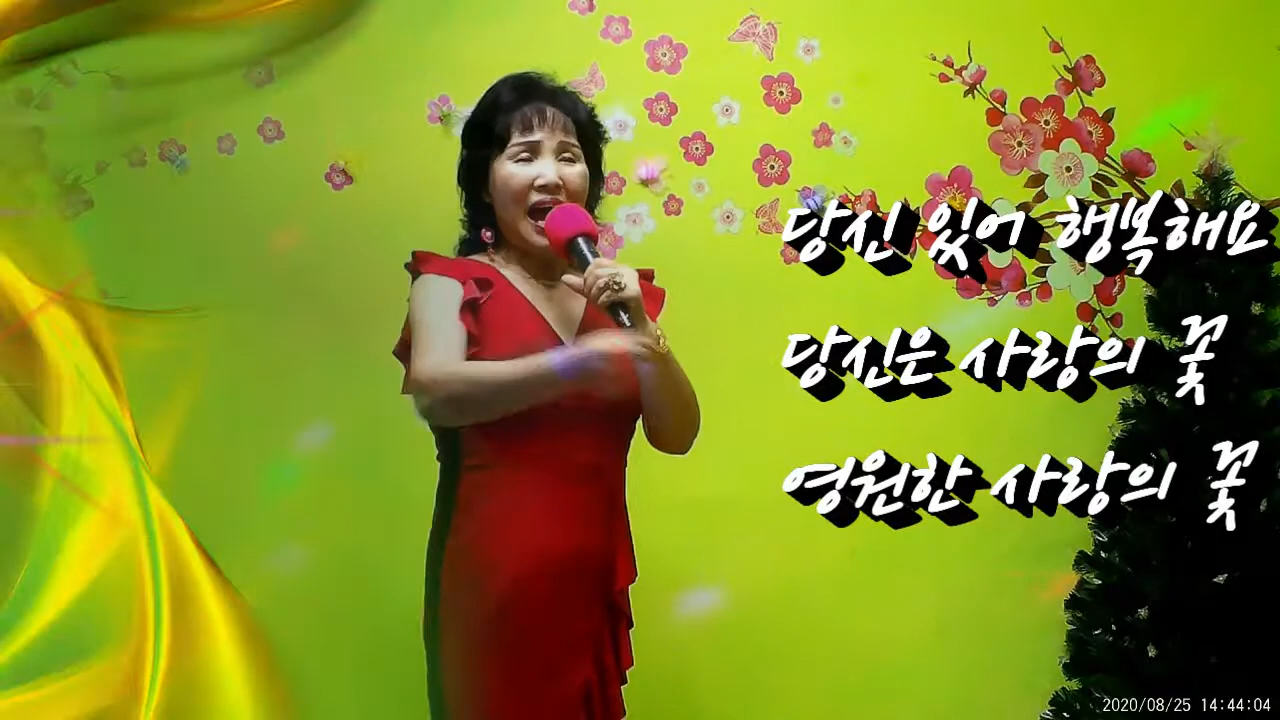 당신 있어 행복해요
당신은 사랑의 꽃
영원한 사랑의 꽃
2020/08/25 14:44:04